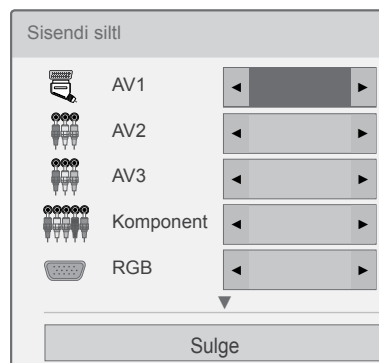 Sisendi siltl
AV1
AV2
AV3
Komponent
RGB
Sulge